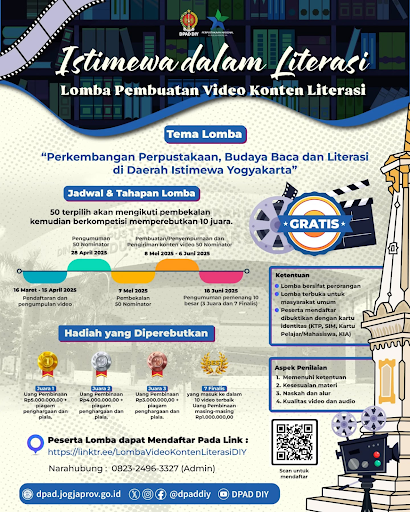 DPAD DIY
PERPUSTAKAAN NASIONAL
Istimewa dalam Literasi
Lomba Pembuatan Video Konten Literasi
Tema Lomba
“Perkembangan Perpustakaan, Budaya Baca dan Literasi
di Daerah Istimewa Yogyakarta”
Jadwal & Tahapan Lomba
50 terpilih akan mengikuti pembekalan
kemudian berkompetisi memperebutkan 10 juara.
Pengumuman
50 Nominator
28 April 2025
Pembuatan/Penyempurnaan dan
Pengiriman konten video 50 Nominator
8 Mei 2025 - 6 Juni 2025
16 Maret - 15 April 2025
Pendaftaran dan
pengumpulan video
7 Mei 2025
Pembekalan
50 Nominator
18 Juni 2025
Pengumuman pemenang 10
besar (3 Juara dan 7 Finalis)
GRATIS
Ketentuan
Lomba bersifat perorangan
Lomba terbuka untuk
masyarakat umum
Peserta mendaftar
dibuktikan dengan kartu
identitas (KTP, SIM, Kartu
Pelajar/Mahasiswa, KIA)
Hadiah yang Diperebutkan
Juara 1
Uang Pembinaan
Rp5.000.000,00 +
piagam
penghargaan dan
piala.
Juara 2
Uang Pembinaan
Rp4.000.000,00 +
piagam
penghargaan dan
piala.
Juara 3
Uang Pembinaan
Rp3.000.000,00 +
piagam
penghargaan dan
piala.
7 Finalis
yang masuk ke dalam
10 video terbaik
Uang Pembinaan
masing-masing
Rp1.000.000,00
Aspek Penilaian
1. Memenuhi ketentuan
2. Kesesuaian materi
3. Naskah dan alur
4. Kualitas video dan audio
Peserta Lomba dapat Mendaftar Pada Link :
https://linktr.ee/LombaVideoKontenLiterasiDIY
Narahubung : 0823-2496-3327 (Admin)
Scan untuk
mendaftar
dpad.jogjaprov.go.id
@dpaddiy
DPAD DIY